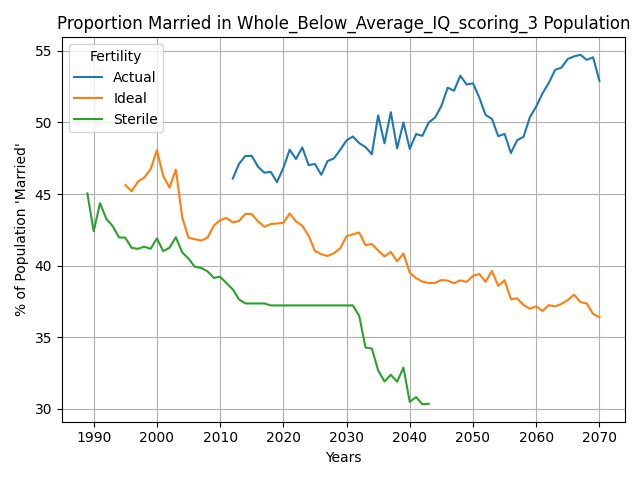 Proportion Married in Whole_Below_Average_IQ_scoring_3 Population
% of Population 'Married'
55
50
45
40
35
30
Fertility
Actual
Ideal
Sterile
1990 2000 2010 2020 2030 2040 2050 2060 2070
Years